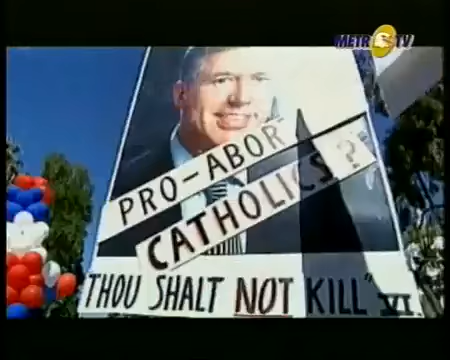 METRO TV
PRO-ABOR
CATHOLICS?
"THOU SHALT NOT KILL" VI